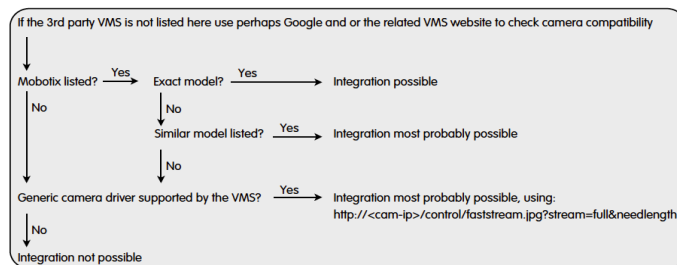 If the 3rd party VMS is not listed here use perhaps Google and or the related VMS website to check camera compatibility
Mobotix listed? Yes Exact model? Yes Integration possible
No No
Similar model listed? Yes Integration most probably possible
No
Generic camera driver supported by the VMS? Yes Integration most probably possible, using:
http://<cam-ip>/control/faststream.jpg?stream=full&needlength
No
Integration not possible